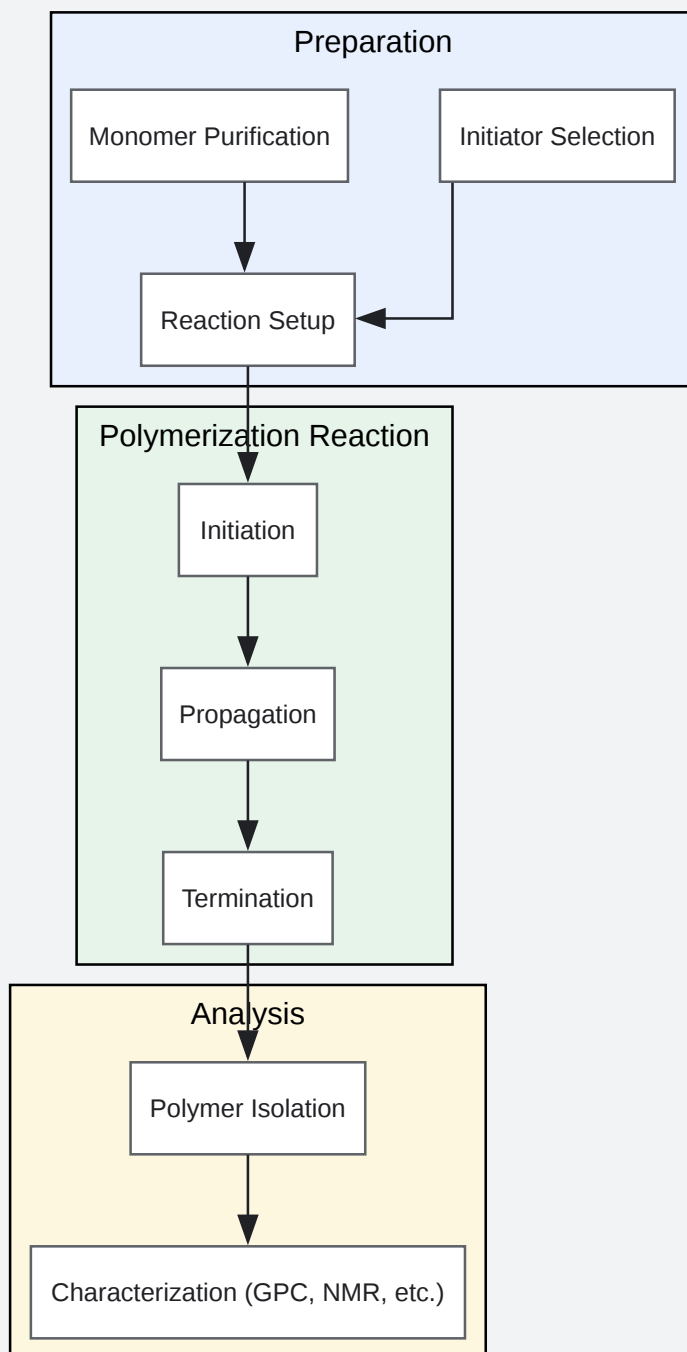 Preparation
Monomer Purification
Initiator Selection
Reaction Setup
Polymerization Reaction
Initiation
Propagation
Termination
Analysis
Polymer Isolation
Characterization (GPC, NMR, etc.)